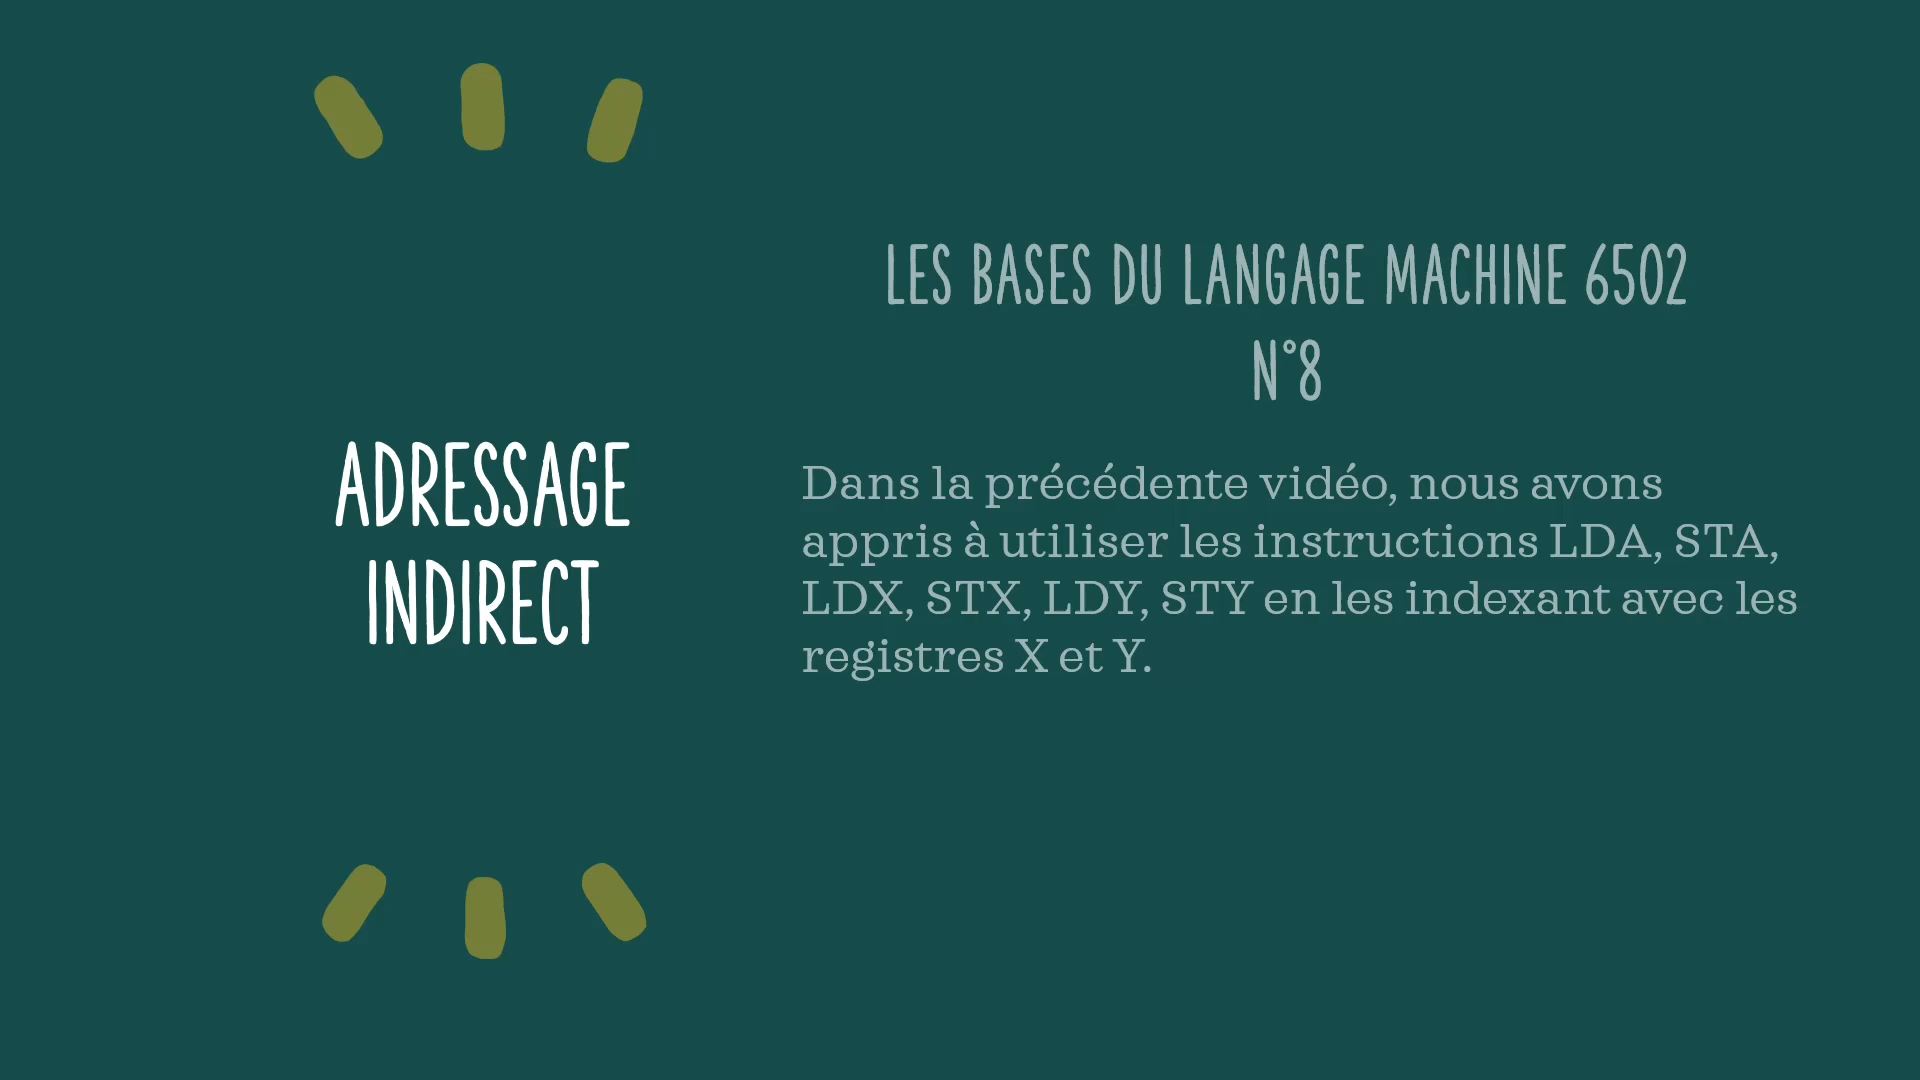 ADRESSAGE
INDIRECT
LES BASES DU LANGAGE MACHINE 6502
N°8
Dans la précédente vidéo, nous avons
appris à utiliser les instructions LDA, STA,
LDX, STX, LDY, STY en les indexant avec les
registres X et Y.